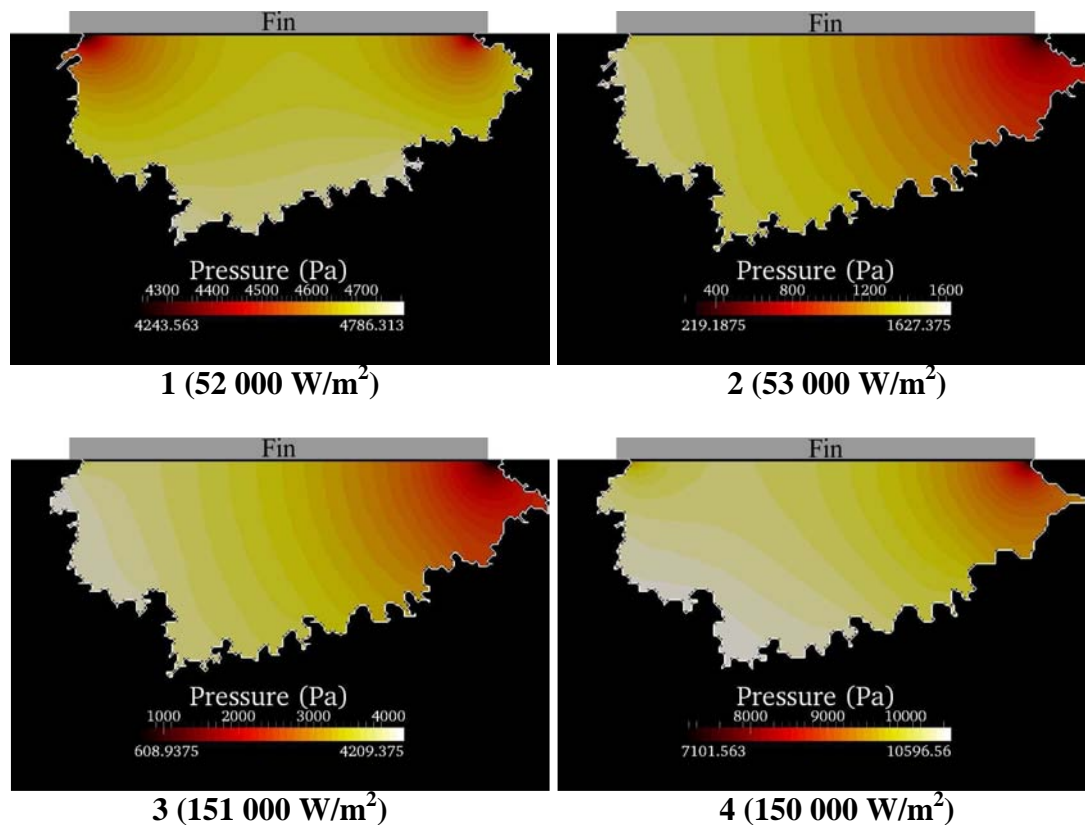 Fin
Pressure (Pa)
4300 4400 4500 4600 4700
4243.563 4786.313
1 (52 000 W/m²)
Fin
Pressure (Pa)
400 800 1200 1600
219.1875 1627.375
2 (53 000 W/m²)
Fin
Pressure (Pa)
1000 2000 3000 4000
608.9375 4209.375
3 (151 000 W/m²)
Fin
Pressure (Pa)
8000 9000 10000
7101.563 10596.56
4 (150 000 W/m²)